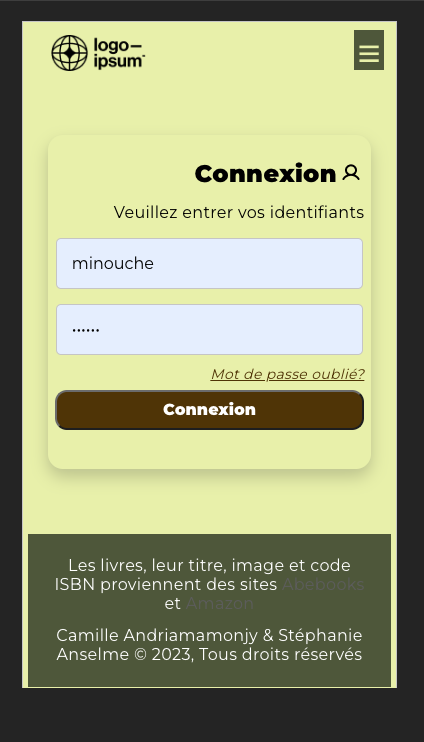 logo—
ipsum™
Connexion
Veuillez entrer vos identifiants
minouche
······
Mot de passe oublié?
Connexion
Les livres, leur titre, image et code
ISBN proviennent des sites Abebooks
et Amazon
Camille Andriamamonjy & Stéphanie
Anselme © 2023, Tous droits réservés